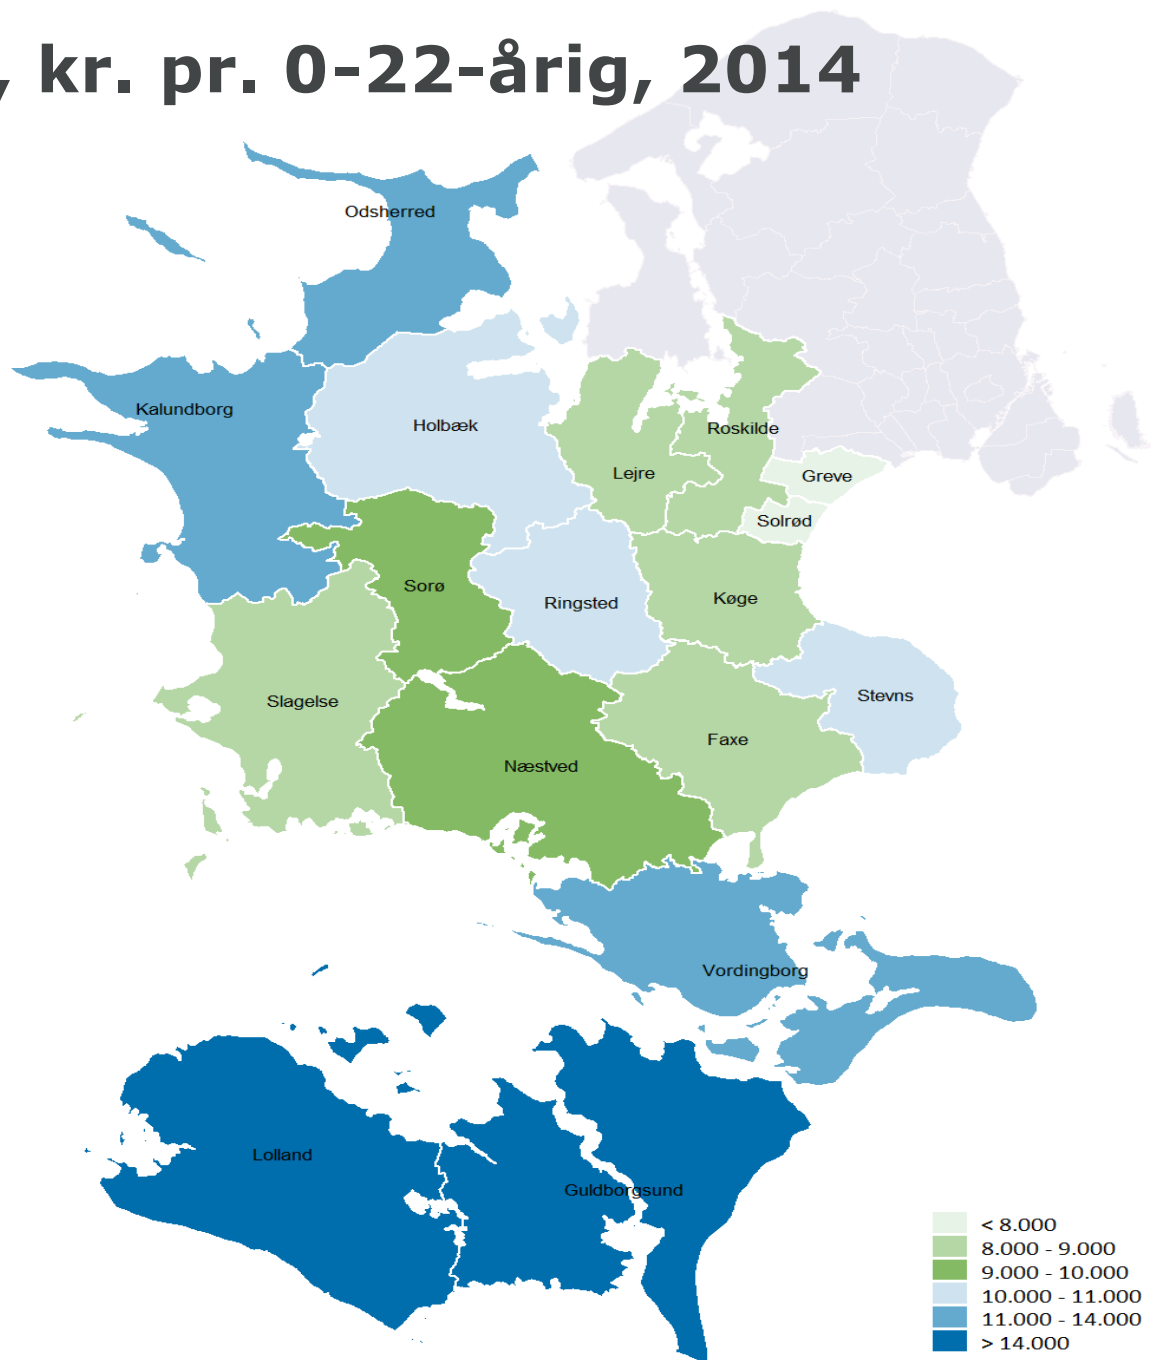 , kr. pr. 0-22-årig, 2014
Odsherred
Kalundborg
Holbæk
Roskilde
Lejre
Greve
Solrød
Sorø
Ringsted
Køge
Slagelse
Stevns
Faxe
Næstved
Vordingborg
Lolland
Guldborgsund
< 8.000
8.000 - 9.000
9.000 - 10.000
10.000 - 11.000
11.000 - 14.000
> 14.000